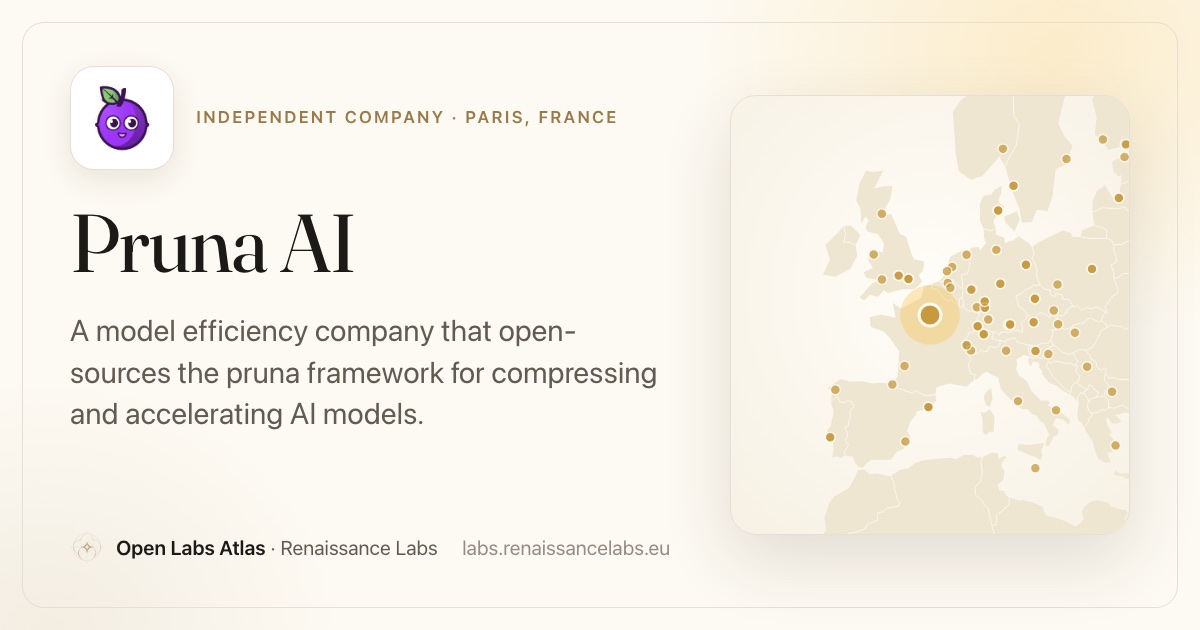 INDEPENDENT COMPANY · PARIS, FRANCE
Pruna AI
A model efficiency company that open-
sources the pruna framework for compressing
and accelerating AI models.
Open Labs Atlas · Renaissance Labs labs.renaissancelabs.eu